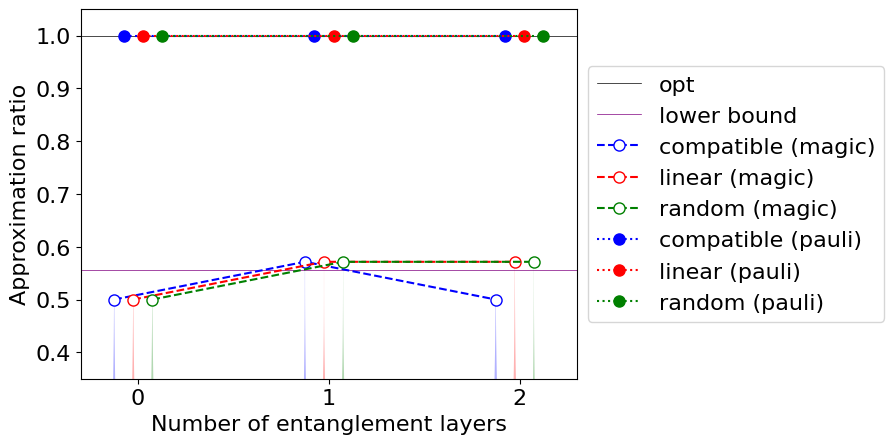 1.0
0.9
0.8
0.7
0.6
0.5
0.4
Approximation ratio
0 1 2
Number of entanglement layers
opt
lower bound
compatible (magic)
linear (magic)
random (magic)
compatible (pauli)
linear (pauli)
random (pauli)